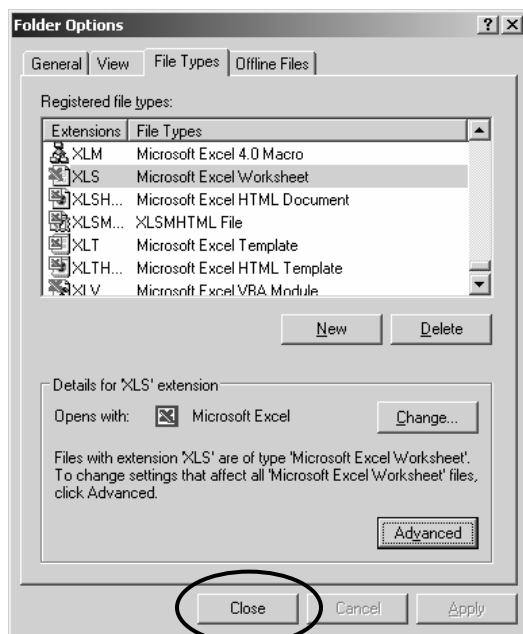 Folder Options ? X
General View File Types Offline Files
Registered file types:
Extensions File Types
XLM Microsoft Excel 4.0 Macro
XLS Microsoft Excel Worksheet
XLSH... Microsoft Excel HTML Document
XLSM... XLSMHTML File
XLT Microsoft Excel Template
XLTH... Microsoft Excel HTML Template
XLV Microsoft Excel VBA Module
New Delete
Details for 'XLS' extension
Opens with: Microsoft Excel Change...
Files with extension 'XLS' are of type 'Microsoft Excel Worksheet'.
To change settings that affect all 'Microsoft Excel Worksheet' files,
click Advanced.
Advanced
Close Cancel Apply